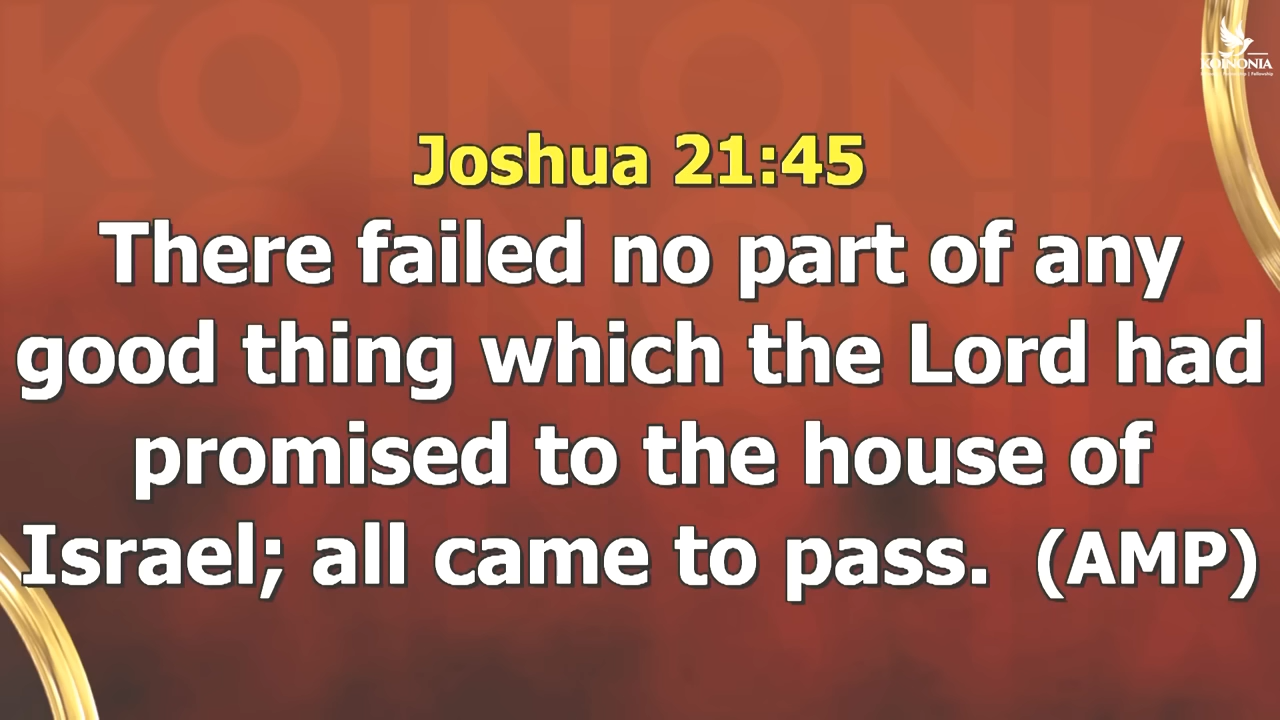 KOINONIA
Joshua 21:45
There failed no part of any
good thing which the Lord had
promised to the house of
Israel; all came to pass. (AMP)